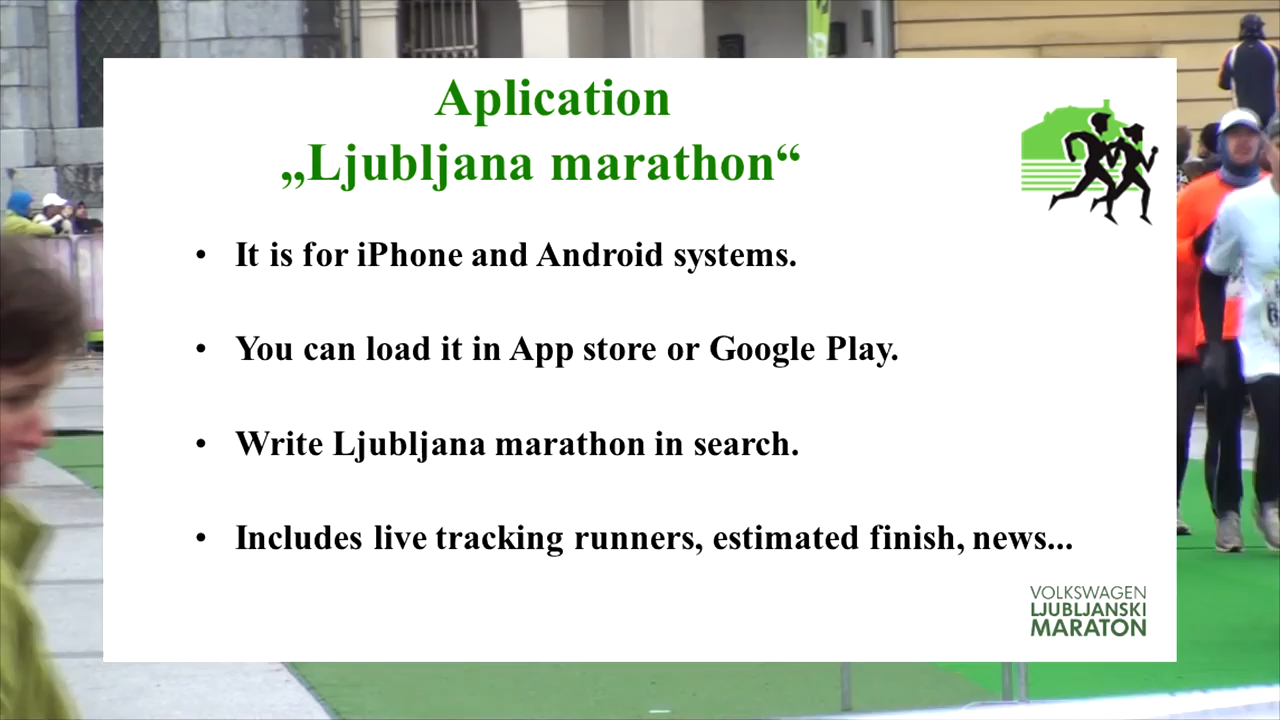 Aplication
„Ljubljana marathon“
• It is for iPhone and Android systems.
• You can load it in App store or Google Play.
• Write Ljubljana marathon in search.
• Includes live tracking runners, estimated finish, news...
VOLKSWAGEN
LJUBLJANSKI
MARATON